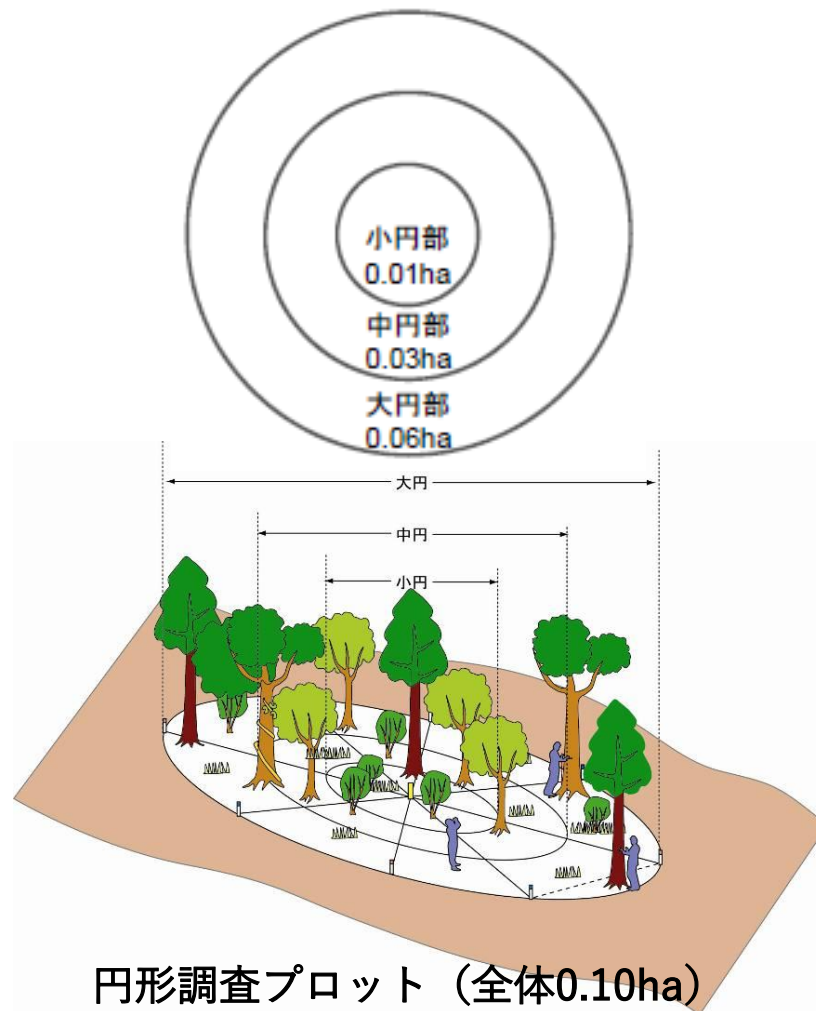 小円部
0.01ha
中円部
0.03ha
大円部
0.06ha
大円
中円
小円
円形調査プロット（全体0.10ha）